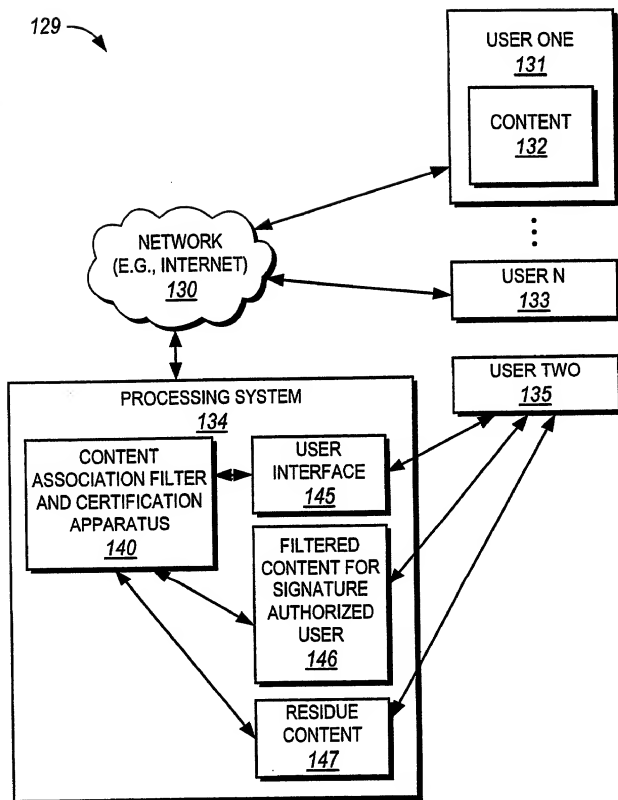 129
USER ONE
131
CONTENT
132
NETWORK
(E.G., INTERNET)
130
USER N
133
USER TWO
135
PROCESSING SYSTEM
134
CONTENT
ASSOCIATION FILTER
AND CERTIFICATION
APPARATUS
140
USER
INTERFACE
145
FILTERED
CONTENT FOR
SIGNATURE
AUTHORIZED
USER
146
RESIDUE
CONTENT
147